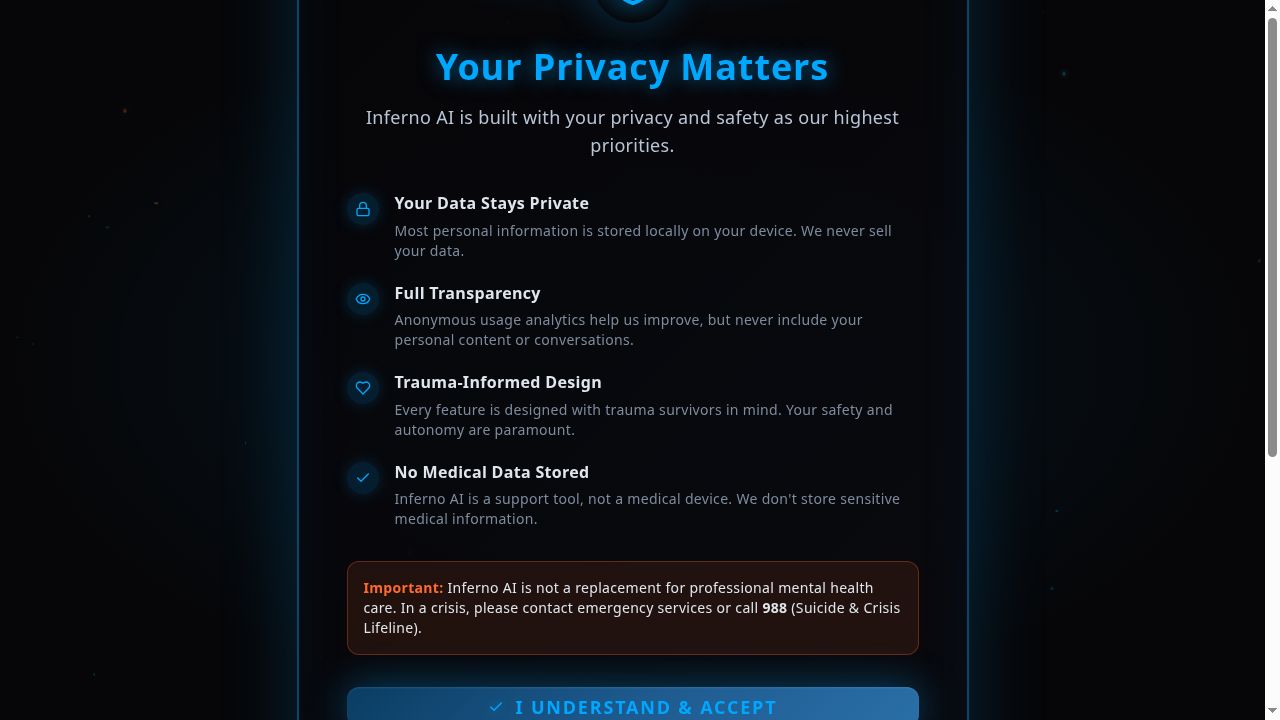 Your Privacy Matters
Inferno AI is built with your privacy and safety as our highest
priorities.
Your Data Stays Private
Most personal information is stored locally on your device. We never sell
your data.
Full Transparency
Anonymous usage analytics help us improve, but never include your
personal content or conversations.
Trauma-Informed Design
Every feature is designed with trauma survivors in mind. Your safety and
autonomy are paramount.
No Medical Data Stored
Inferno AI is a support tool, not a medical device. We don't store sensitive
medical information.
Important: Inferno AI is not a replacement for professional mental health
care. In a crisis, please contact emergency services or call 988 (Suicide & Crisis
Lifeline).
I UNDERSTAND & ACCEPT